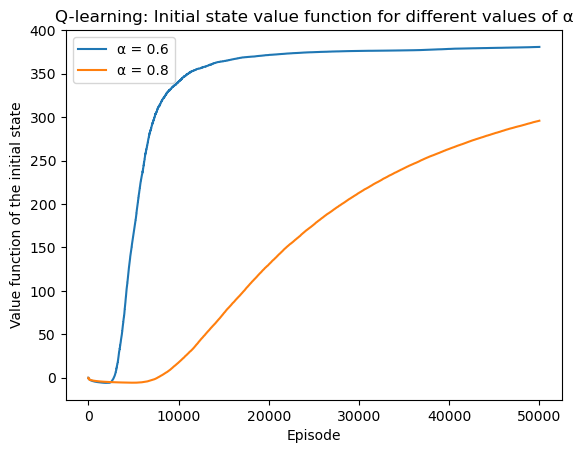 Q-learning: Initial state value function for different values of α
α = 0.6
α = 0.8
Value function of the initial state
400
350
300
250
200
150
100
50
0
0 10000 20000 30000 40000 50000
Episode